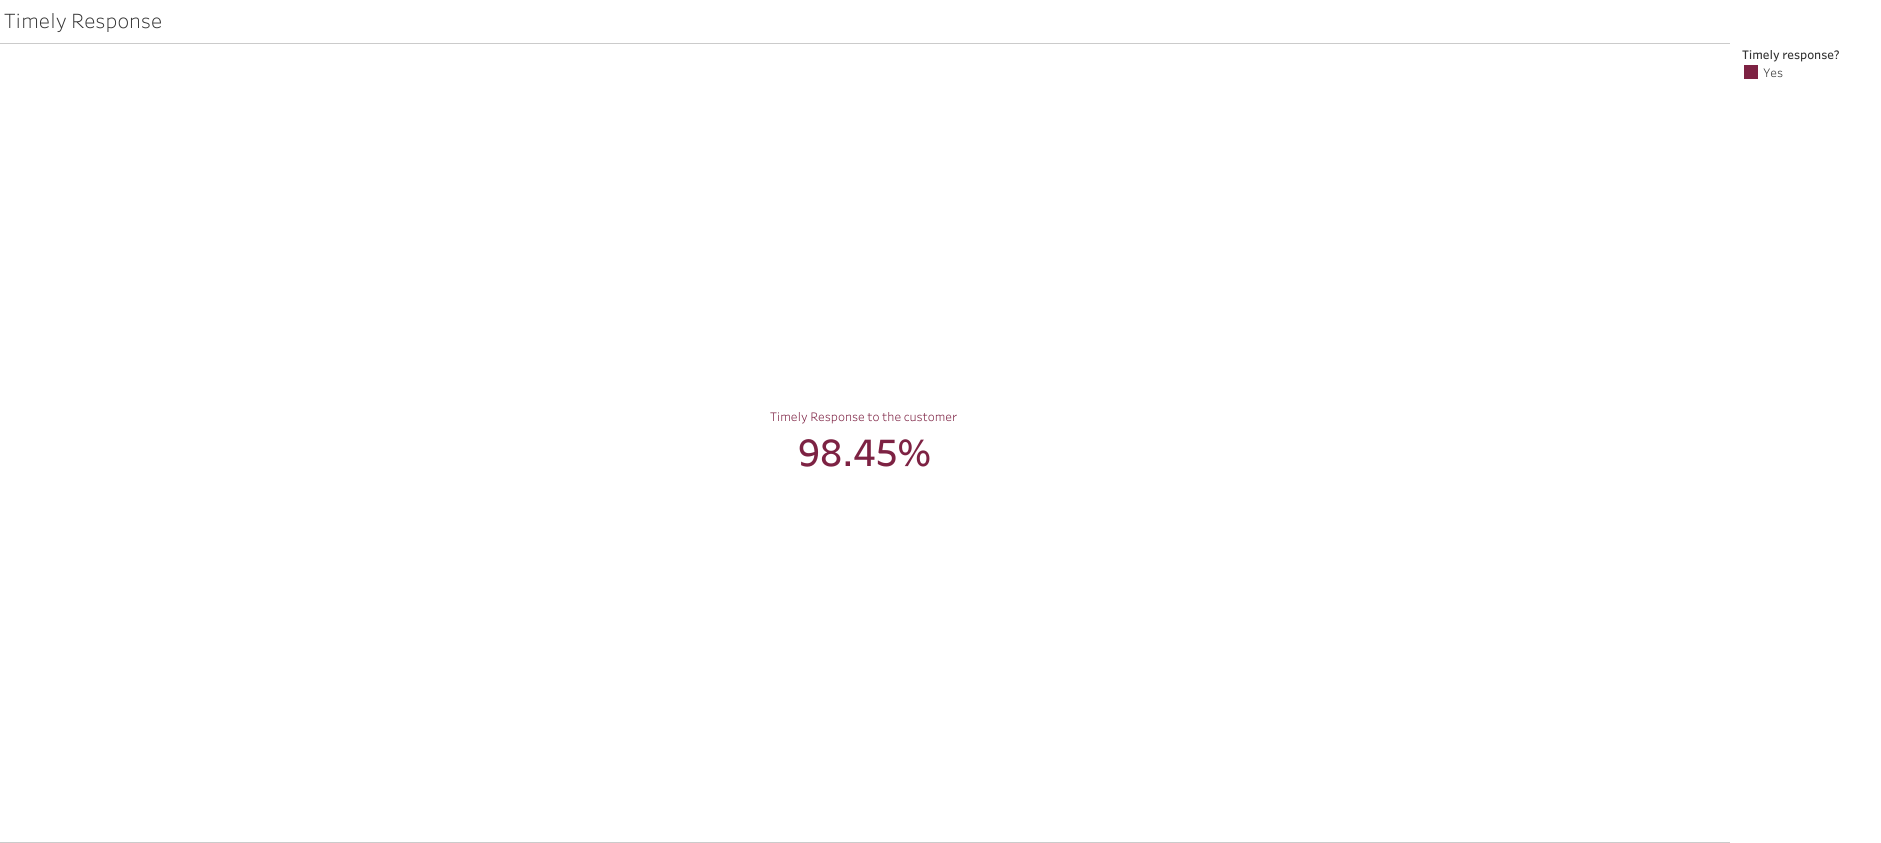 Timely Response
Timely response?
Yes
Timely Response to the customer
98.45%